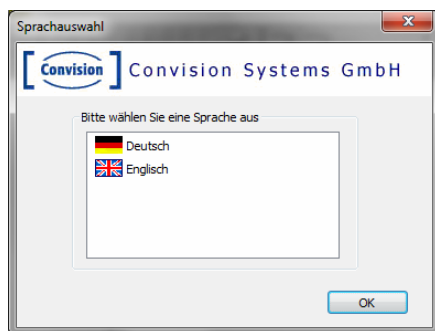 Sprachauswahl
Convision
Convision Systems GmbH
Bitte wählen Sie eine Sprache aus
Deutsch
Englisch
OK